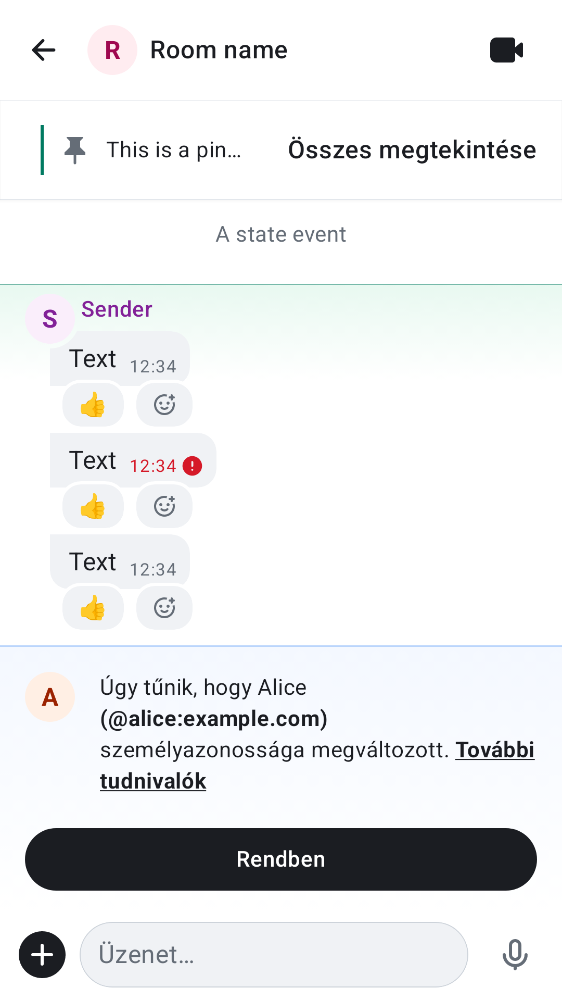 R Room name
This is a pin… Összes megtekintése
A state event
S Sender
Text 12:34
👍
Text 12:34
👍
Text 12:34
👍
A Úgy tűnik, hogy Alice
(@alice:example.com)
személyazonossága megváltozott. További
tudnivalók
Rendben
Üzenet…